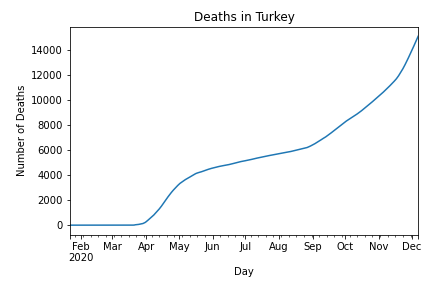 Deaths in Turkey
Number of Deaths
14000
12000
10000
8000
6000
4000
2000
0
Feb Mar Apr May Jun Jul Aug Sep Oct Nov Dec
2020
Day